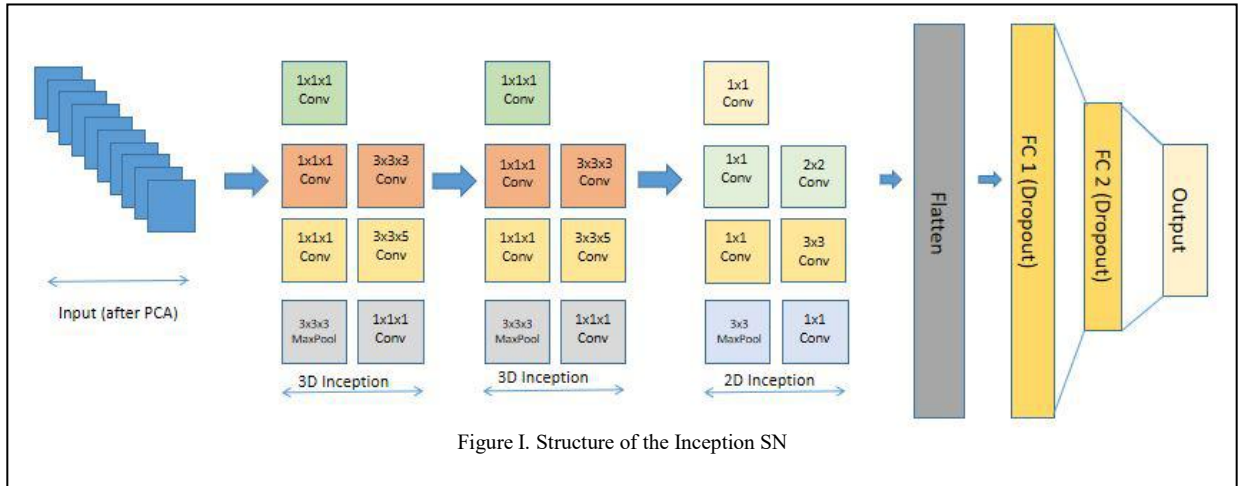 Input (after PCA)
1x1x1
Conv
1x1x1
Conv
3x3x3
Conv
1x1x1
Conv
3x3x5
Conv
3x3x3
MaxPool
1x1x1
Conv
3D Inception
1x1x1
Conv
1x1x1
Conv
3x3x3
Conv
1x1x1
Conv
3x3x5
Conv
3x3x3
MaxPool
1x1x1
Conv
3D Inception
1x1
Conv
1x1
Conv
2x2
Conv
1x1
Conv
3x3
Conv
3x3
MaxPool
1x1
Conv
2D Inception
Flatten
FC 1 (Dropout)
FC 2 (Dropout)
Output
Figure I. Structure of the Inception SN